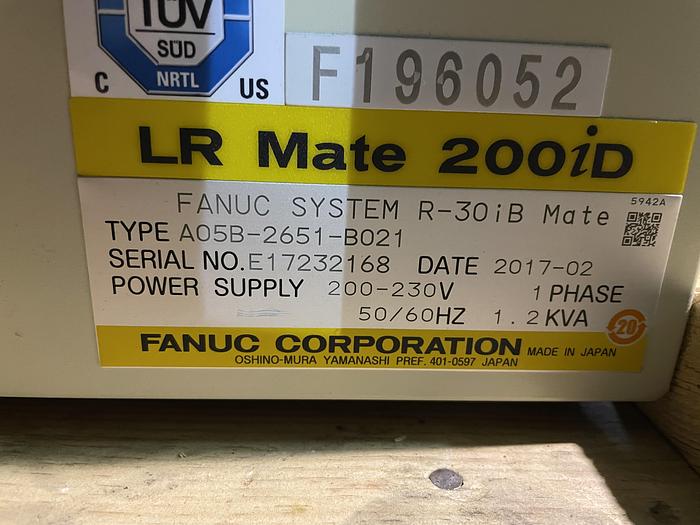 TÜV
SÜD
NRTL
C US
F196052
LR Mate 200iD
FANUC SYSTEM R-30iB Mate
5942A
TYPE A05B-2651-B021
SERIAL NO.E17232168 DATE 2017-02
POWER SUPPLY 200-230V 1 PHASE
50/60HZ 1.2KVA
20
FANUC CORPORATION MADE IN JAPAN
OSHINO-MURA YAMANASHI PREF. 401-0597 JAPAN